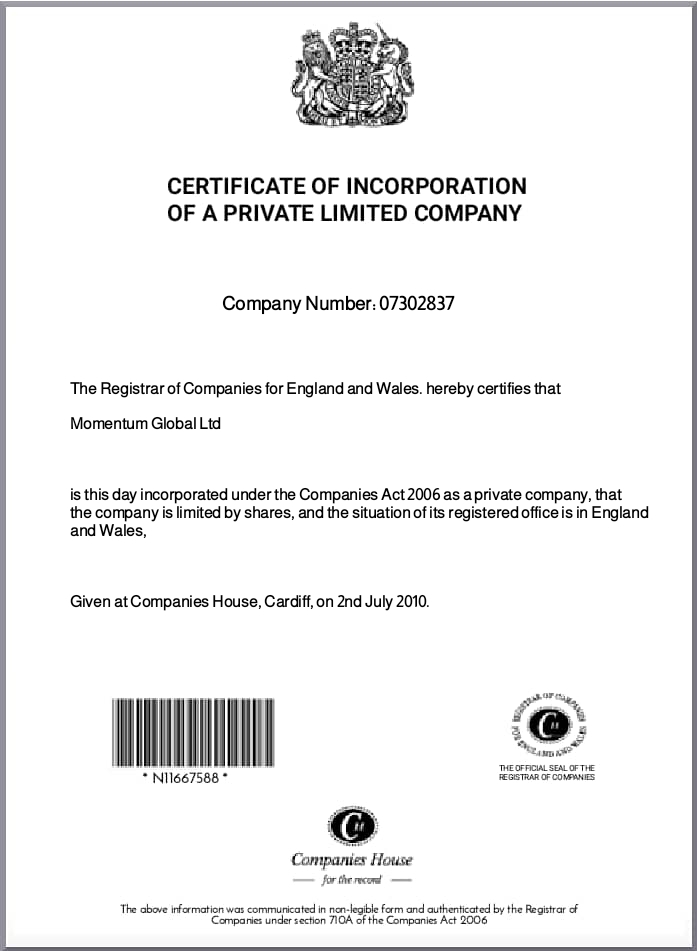 CERTIFICATE OF INCORPORATION
OF A PRIVATE LIMITED COMPANY
Company Number: 07302837
The Registrar of Companies for England and Wales. hereby certifies that
Momentum Global Ltd
is this day incorporated under the Companies Act 2006 as a private company, that
the company is limited by shares, and the situation of its registered office is in England
and Wales,
Given at Companies House, Cardiff, on 2nd July 2010.
* N11667588 *
REGISTRAR OF COMPANIES
FOR ENGLAND AND WALES
THE OFFICIAL SEAL OF THE
REGISTRAR OF COMPANIES
Companies House
for the record
The above information was communicated in non-legible form and authenticated by the Registrar of
Companies under section 710A of the Companies Act 2006